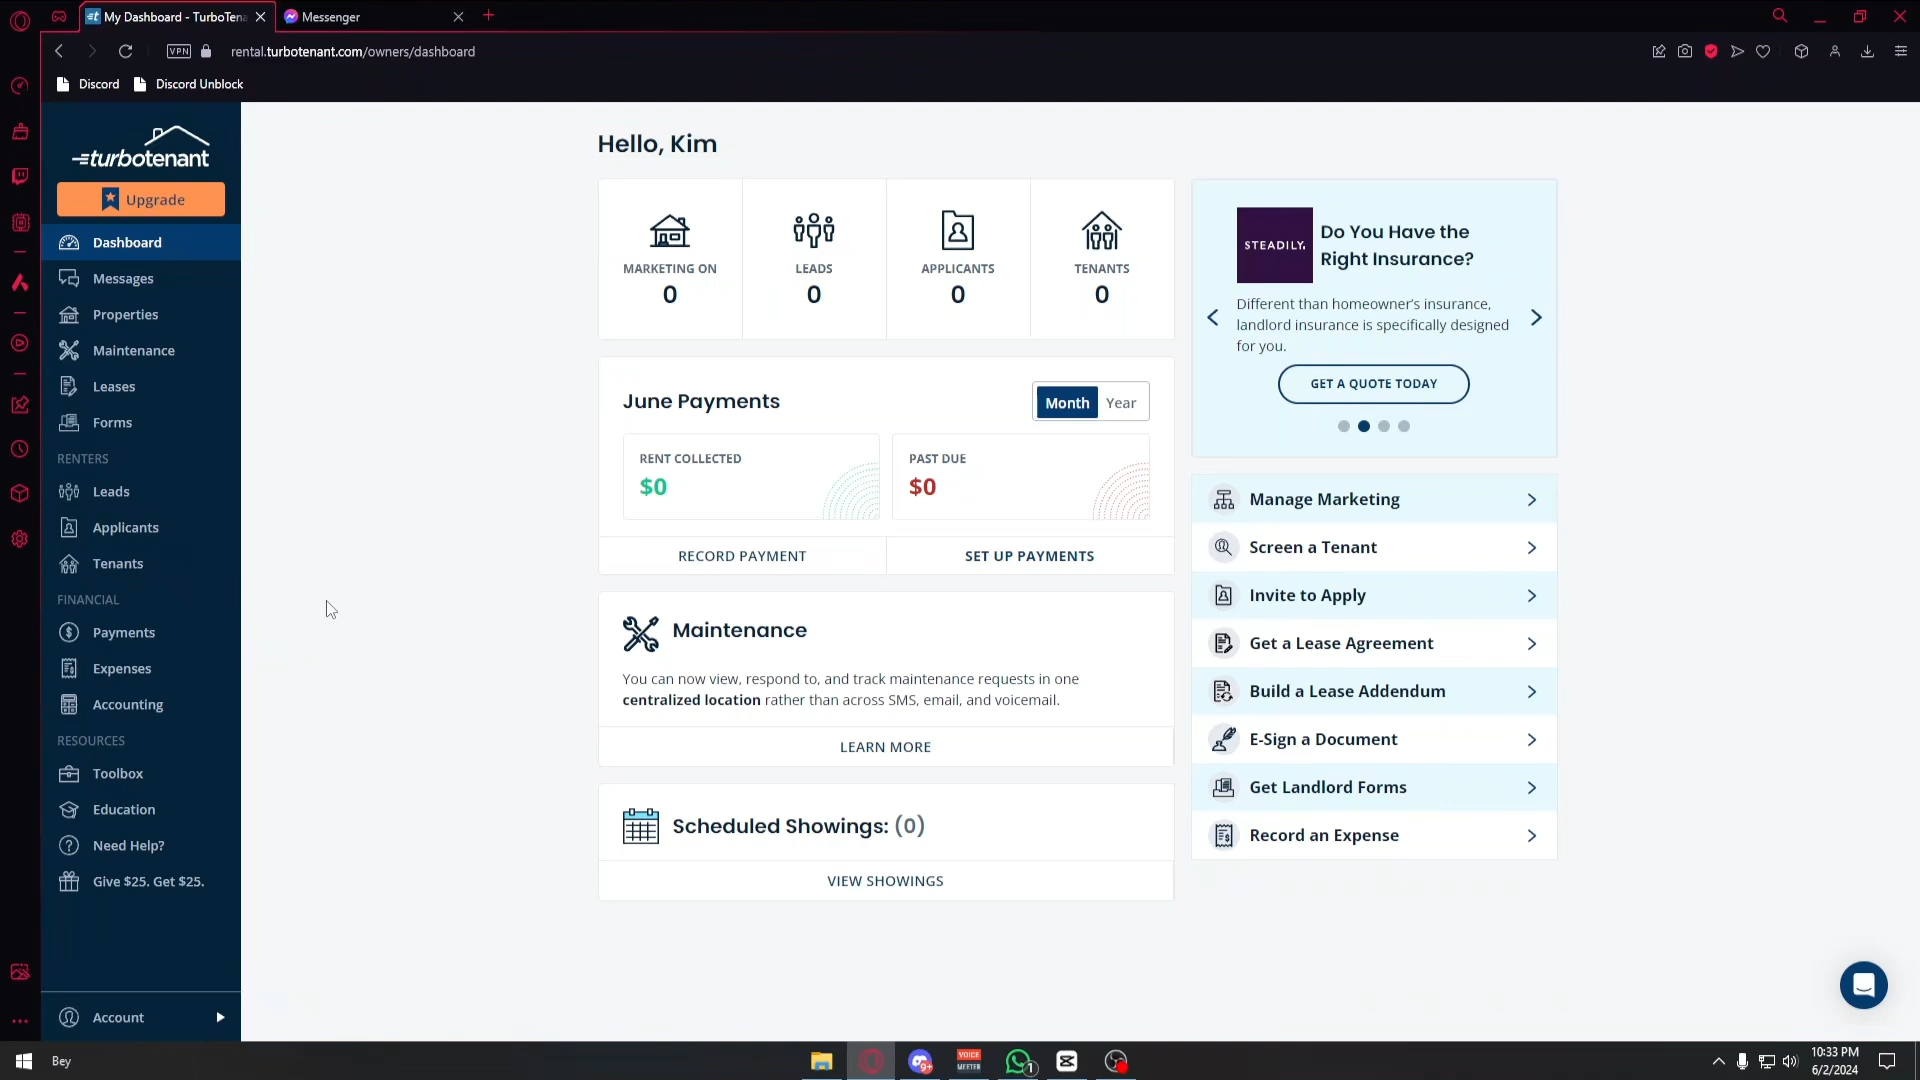 My Dashboard - TurboTena
Messenger
VPN
rental.turbotenant.com/owners/dashboard
Discord
Discord Unblock
turbotenant
Upgrade
Dashboard
Messages
Properties
Maintenance
Leases
Forms
RENTERS
Leads
Applicants
Tenants
FINANCIAL
Payments
Expenses
Accounting
RESOURCES
Toolbox
Education
Need Help?
Give $25. Get $25.
Account
Hello, Kim
MARKETING ON
0
LEADS
0
APPLICANTS
0
TENANTS
0
June Payments
Month
Year
RENT COLLECTED
$0
PAST DUE
$0
RECORD PAYMENT
SET UP PAYMENTS
Maintenance
You can now view, respond to, and track maintenance requests in one
centralized location rather than across SMS, email, and voicemail.
LEARN MORE
Scheduled Showings: (0)
VIEW SHOWINGS
STEADILY.
Do You Have the
Right Insurance?
Different than homeowner's insurance,
landlord insurance is specifically designed
for you.
GET A QUOTE TODAY
Manage Marketing
Screen a Tenant
Invite to Apply
Get a Lease Agreement
Build a Lease Addendum
E-Sign a Document
Get Landlord Forms
Record an Expense
Bey
9+
VOICE
MEETER
1
10:33 PM
6/2/2024